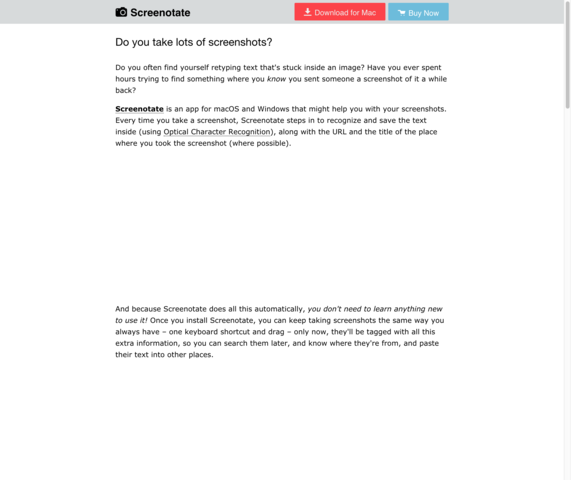 Screenotate
Download for Mac
Buy Now
Do you take lots of screenshots?
Do you often find yourself retyping text that's stuck inside an image? Have you ever spent
hours trying to find something where you know you sent someone a screenshot of it a while
back?
Screenotate is an app for macOS and Windows that might help you with your screenshots.
Every time you take a screenshot, Screenotate steps in to recognize and save the text
inside (using Optical Character Recognition), along with the URL and the title of the place
where you took the screenshot (where possible).
And because Screenotate does all this automatically, you don't need to learn anything new
to use it! Once you install Screenotate, you can keep taking screenshots the same way you
always have – one keyboard shortcut and drag – only now, they'll be tagged with all this
extra information, so you can search them later, and know where they're from, and paste
their text into other places.